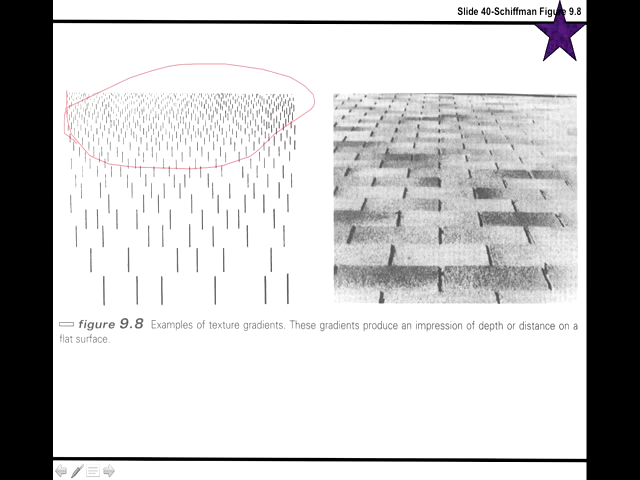 Slide 40-Schiffman Figure 9.8
figure 9.8 Examples of texture gradients. These gradients produce an impression of depth or distance on a
flat surface.